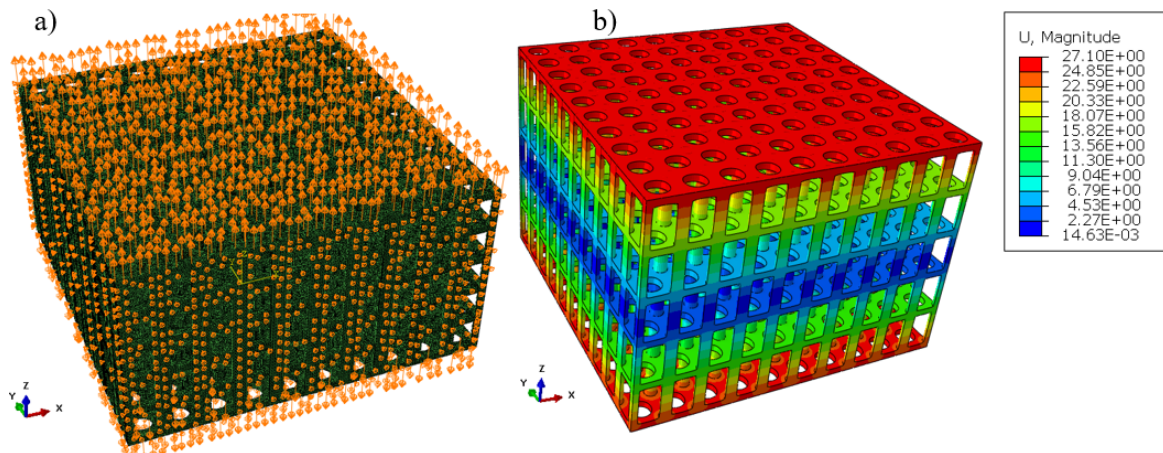 a)
b)
U, Magnitude
27.10E+00
24.85E+00
22.59E+00
20.33E+00
18.07E+00
15.82E+00
13.56E+00
11.30E+00
9.04E+00
6.79E+00
4.53E+00
2.27E+00
14.63E-03
Z
Y
X
Z
Y
X